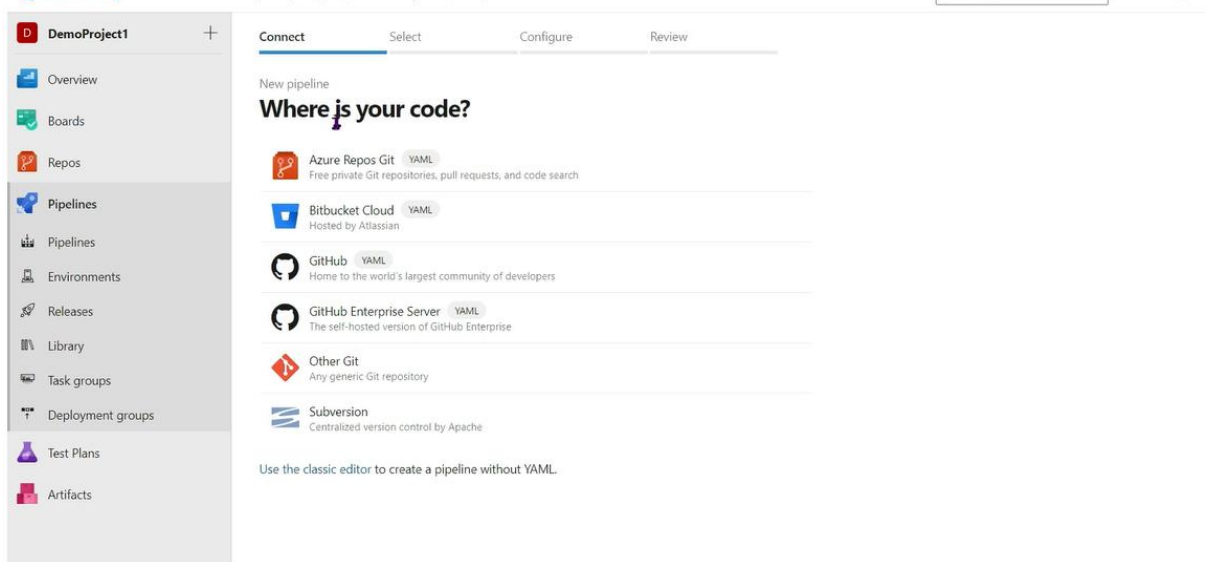 D DemoProject1 +
Overview
Boards
Repos
Pipelines
Pipelines
Environments
Releases
Library
Task groups
Deployment groups
Test Plans
Artifacts
Connect Select Configure Review
New pipeline
Where is your code?
Azure Repos Git YAML
Free private Git repositories, pull requests, and code search
Bitbucket Cloud YAML
Hosted by Atlassian
GitHub YAML
Home to the world's largest community of developers
GitHub Enterprise Server YAML
The self-hosted version of GitHub Enterprise
Other Git
Any generic Git repository
Subversion
Centralized version control by Apache
Use the classic editor to create a pipeline without YAML.